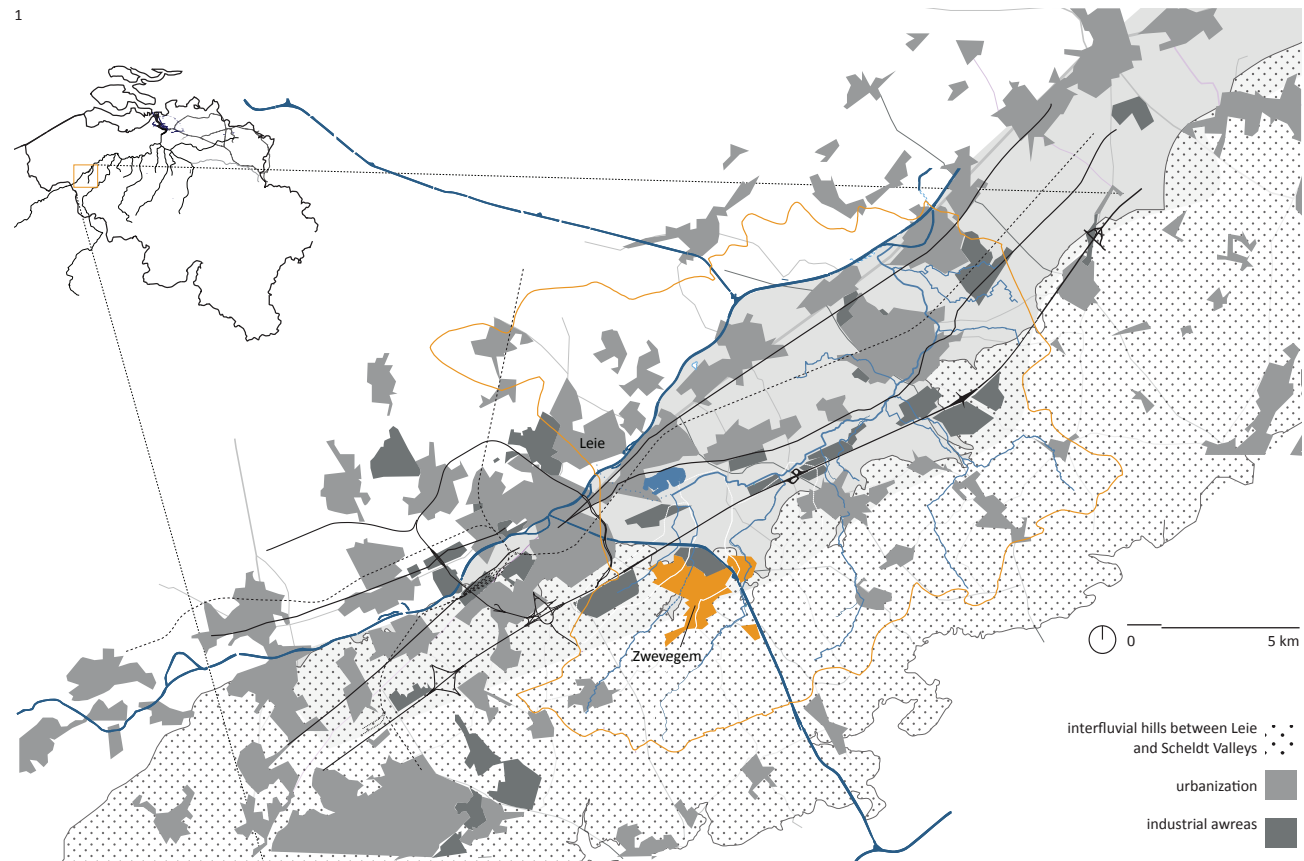 1
Leie
Zwevegem
0
5 km
interfluvial hills between Leie
and Scheldt Valleys
urbanization
industrial awreas